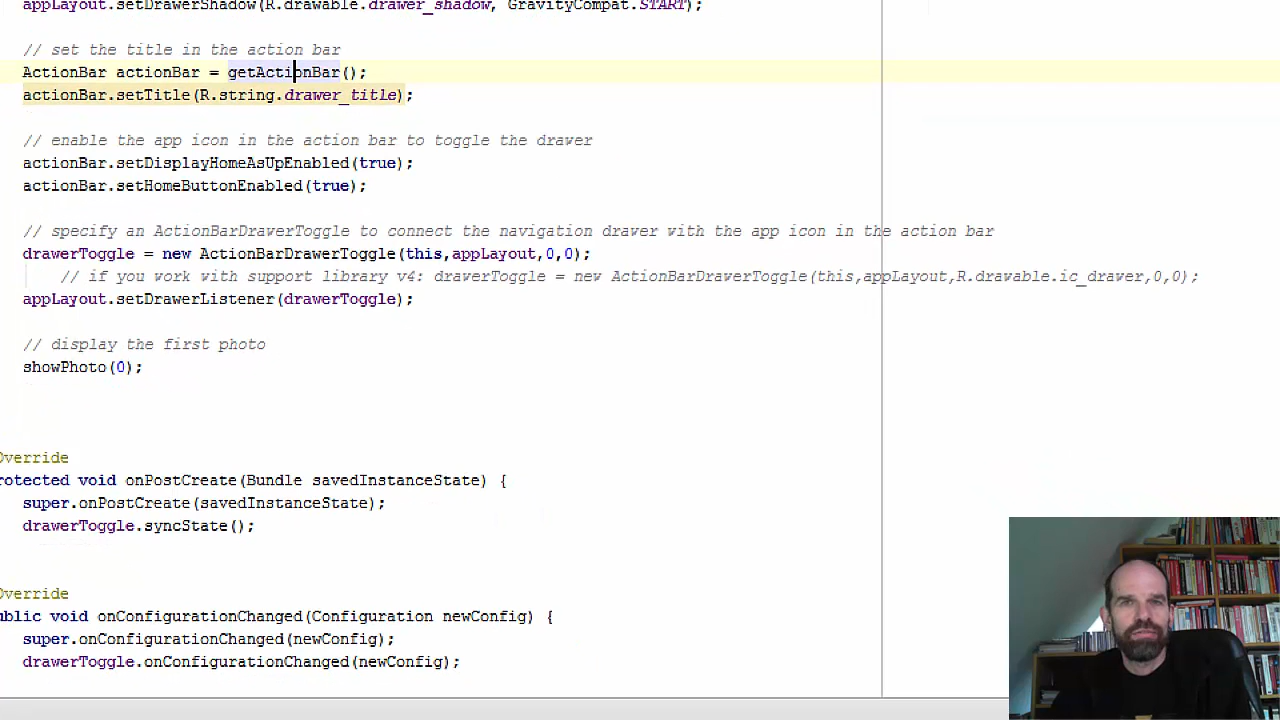 appLayout.setDrawerShadow(R.drawable.drawer_shadow, GravityCompat.START);
// set the title in the action bar
ActionBar actionBar = getActionBar();
actionBar.setTitle(R.string.drawer_title);
// enable the app icon in the action bar to toggle the drawer
actionBar.setDisplayHomeAsUpEnabled(true);
actionBar.setHomeButtonEnabled(true);
// specify an ActionBarDrawerToggle to connect the navigation drawer with the app icon in the action bar
drawerToggle = new ActionBarDrawerToggle(this,appLayout,0,0);
// if you work with support library v4: drawerToggle = new ActionBarDrawerToggle(this,appLayout,R.drawable.ic_drawer,0,0);
appLayout.setDrawerListener(drawerToggle);
// display the first photo
showPhoto(0);
Override
rotected void onPostCreate(Bundle savedInstanceState) {
super.onPostCreate(savedInstanceState);
drawerToggle.syncState();
Override
ublic void onConfigurationChanged(Configuration newConfig) {
super.onConfigurationChanged(newConfig);
drawerToggle.onConfigurationChanged(newConfig);